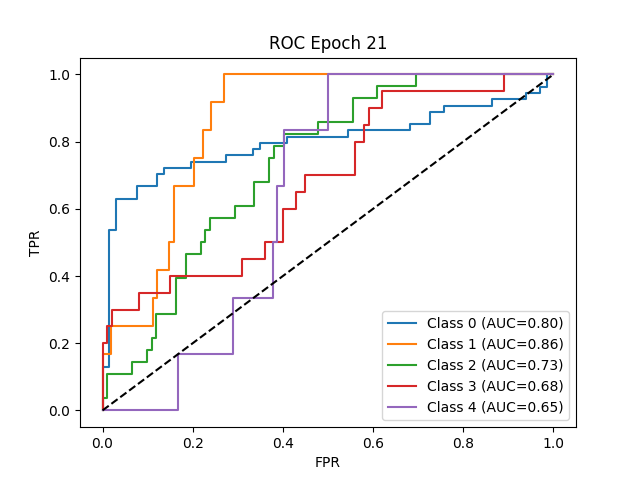 ROC Epoch 21
TPR
1.0
0.8
0.6
0.4
0.2
0.0
Class 0 (AUC=0.80)
Class 1 (AUC=0.86)
Class 2 (AUC=0.73)
Class 3 (AUC=0.68)
Class 4 (AUC=0.65)
0.0 0.2 0.4 0.6 0.8 1.0
FPR